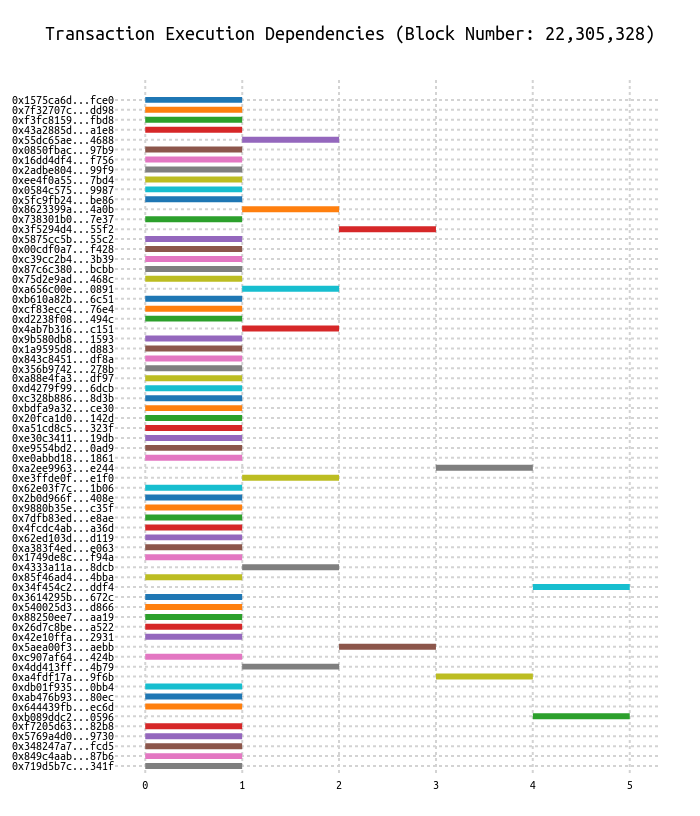 Transaction Execution Dependencies (Block Number: 22,305,328)
0x1575ca6d...fce0
0x7f32707c...dd98
0xf3fc8159...fbd8
0x43a2885d...a1e8
0x55dc65ae...4688
0x0850fbac...97b9
0x16dd4df4...f756
0x2adbe804...99f9
0xee4f0a55...7bd4
0x0584c575...9987
0x5fc9fb24...be86
0x8623399a...4a0b
0x738301b0...7e37
0x3f5294d4...55f2
0x5875cc5b...55c2
0x00cdf0a7...f428
0xc39cc2b4...3b39
0x87c6c380...bcbb
0x75d2e9ad...468c
0xa656c00e...0891
0xb610a82b...6c51
0xcf83ecc4...76e4
0xd2238f08...494c
0x4ab7b316...c151
0x9b580db8...1593
0x1a9595d8...d883
0x843c8451...df8a
0x356b9742...278b
0xa88e4fa3...df97
0xd4279f99...6dcb
0xc328b886...8d3b
0xbdfa9a32...ce30
0x20fca1d0...142d
0xa51cd8c5...323f
0xe30c3411...19db
0xe9554bd2...0ad9
0xe0abbd18...1861
0xa2ee9963...e244
0xe3ffde0f...e1f0
0x62e03f7c...1b06
0x2b0d966f...408e
0x9880b35e...c35f
0x7dfb83ed...e8ae
0x4fcdc4ab...a36d
0x62ed103d...d119
0xa383f4ed...e063
0x1749de8c...f94a
0x4333a11a...8dcb
0x85f46ad4...4bba
0x34f454c2...ddf4
0x3614295b...672c
0x540025d3...d866
0x88250ee7...aa19
0x26d7c8be...a522
0x42e10ffa...2931
0x5aea00f3...aebb
0xc907af64...424b
0x4dd413ff...4b79
0xa4fdf17a...9f6b
0xdb01f935...0bb4
0xab476b93...80ec
0x644439fb...ec6d
0xb089ddc2...0596
0xf7205d63...82b8
0x5769a4d0...9730
0x348247a7...fcd5
0x849c4aab...87b6
0x719d5b7c...341f
0 1 2 3 4 5